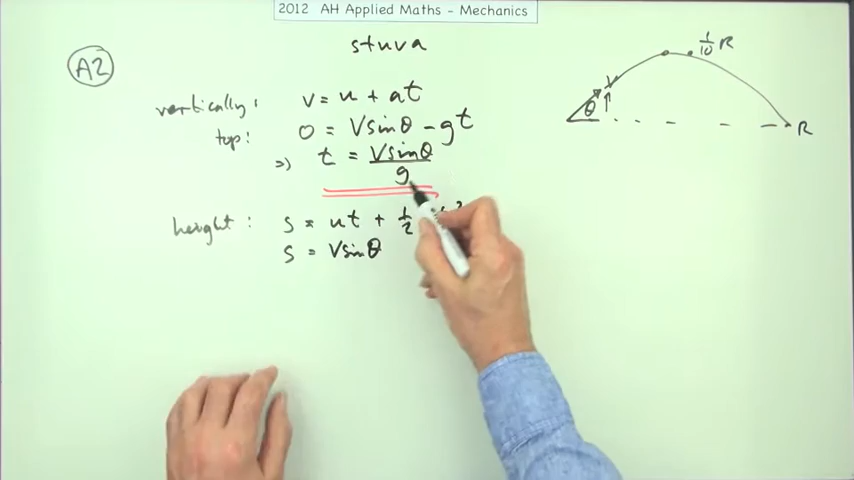 2012 AH Applied Maths - Mechanics
stuva
A2
vertically: v = u + at
top: 0 = Vsinθ - gt
⇒ t = Vsinθ/g
height: s = ut + 1/2
s = Vsinθ
V
θ
1/10 R
R